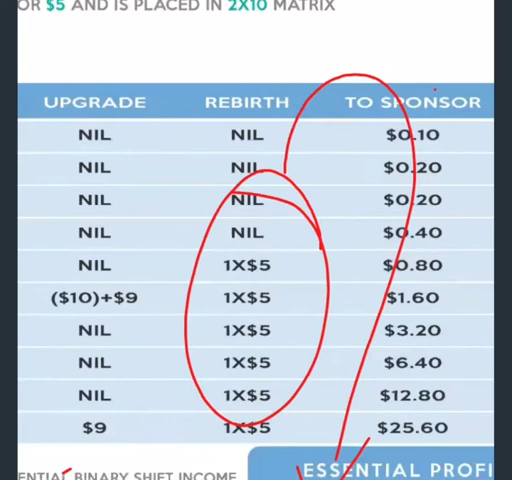 OR $5 AND IS PLACED IN 2X10 MATRIX
UPGRADE REBIRTH TO SPONSOR
NIL NIL $0.10
NIL NIL $0.20
NIL NIL $0.20
NIL NIL $0.40
NIL 1X$5 $0.80
($10)+$9 1X$5 $1.60
NIL 1X$5 $3.20
NIL 1X$5 $6.40
NIL 1X$5 $12.80
$9 1X$5 $25.60
ENTIAL BINARY SHIFT INCOME
ESSENTIAL PROFI